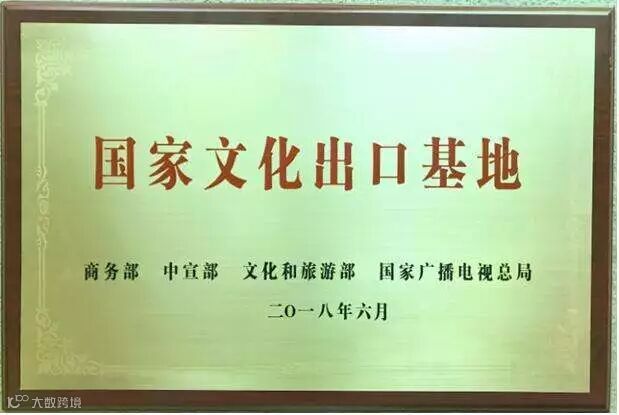 国家文化出口基地
商务部 中宣部 文化和旅游部 国家广播电视总局
二〇一八年六月
大数跨境